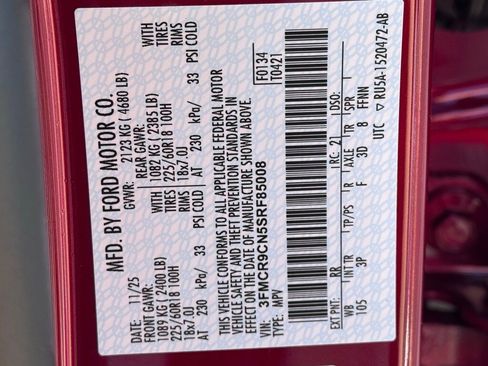 MFD. BY FORD MOTOR CO.
DATE: 11/25 GVWR: 2123 KG ( 4680 LB)
FRONT GAWR: REAR GAWR:
1089 KG ( 2400 LB) 1082 KG ( 2385 LB) WITH
225/60R18 100H 225/60R18 100H TIRES
18x7.0J RIMS 18x7.0J RIMS
AT 230 kPa/ 33 PSI COLD AT 230 kPa/ 33 PSI COLD
THIS VEHICLE CONFORMS TO ALL APPLICABLE FEDERAL MOTOR
VEHICLE SAFETY AND THEFT PREVENTION STANDARDS IN
EFFECT ON THE DATE OF MANUFACTURE SHOWN ABOVE.
VIN: 3FMCR9CN5SRF85008 F0134
TYPE: MPV T0421
EXT PNT: RR RC: 21 DSO:
WB INT TR TP/PS R AXLE TR SPR
105 3P F 3D 8 FFNN
UTC ▽ RU5A-1520472-AB